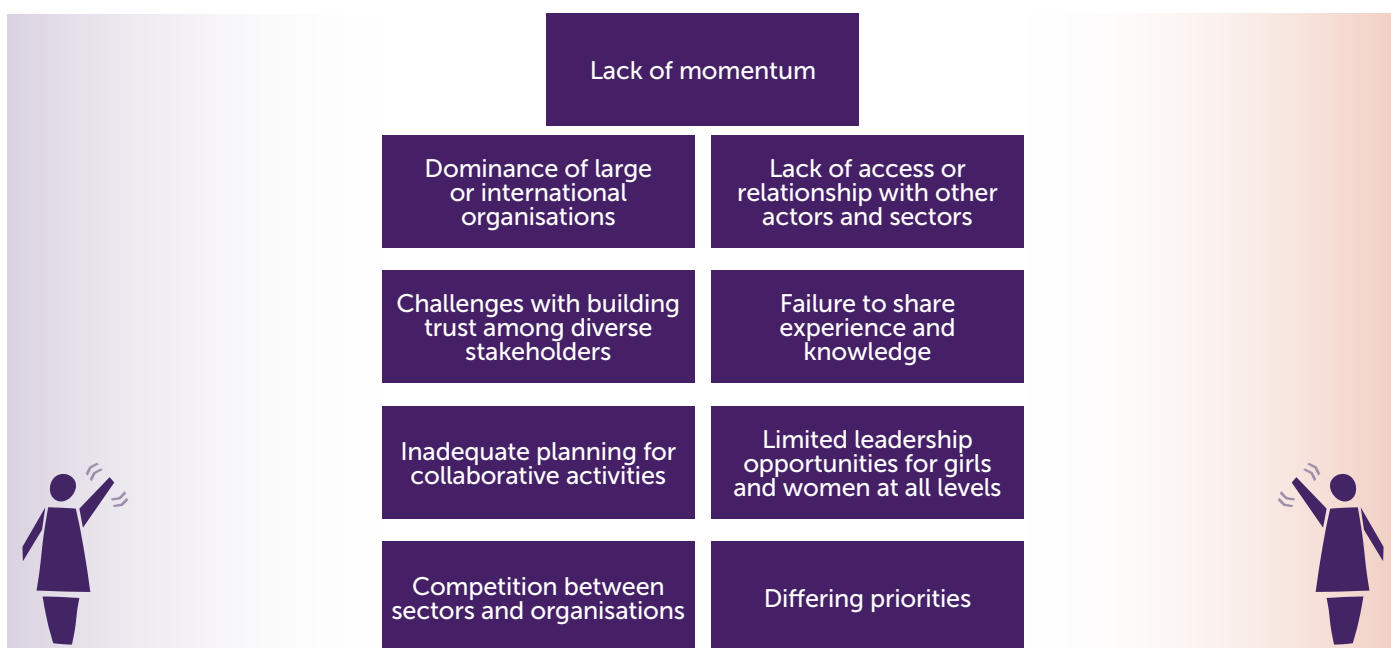 Lack of momentum
Dominance of large
or international
organisations
Lack of access or
relationship with other
actors and sectors
Challenges with building
trust among diverse
stakeholders
Failure to share
experience and
knowledge
Inadequate planning for
collaborative activities
Limited leadership
opportunities for girls
and women at all levels
Competition between
sectors and organisations
Differing priorities